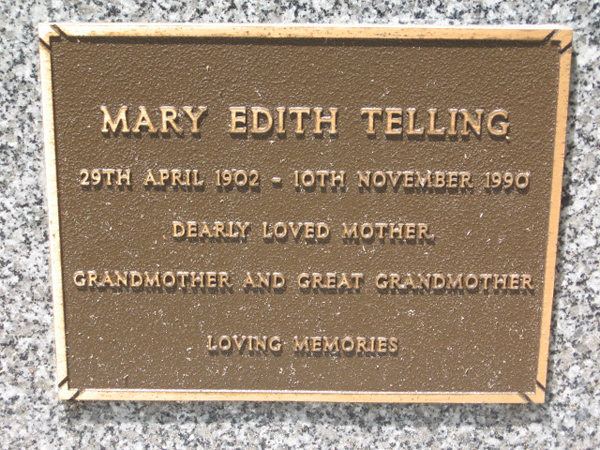 MARY EDITH TELLING
29TH APRIL 1902 - 10TH NOVEMBER 1990
DEARLY LOVED MOTHER,
GRANDMOTHER AND GREAT GRANDMOTHER
LOVING MEMORIES